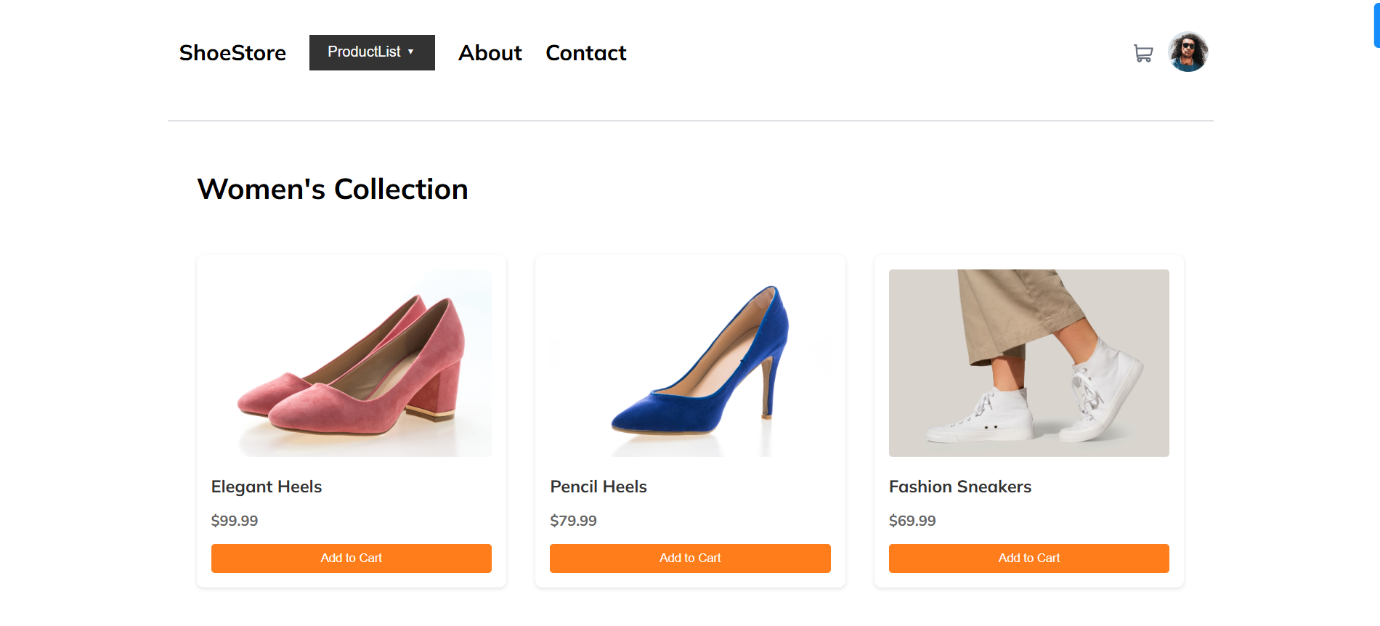 ShoeStore ProductList ▼ About Contact
Women's Collection
Elegant Heels Pencil Heels Fashion Sneakers
$99.99 $79.99 $69.99
Add to Cart Add to Cart Add to Cart